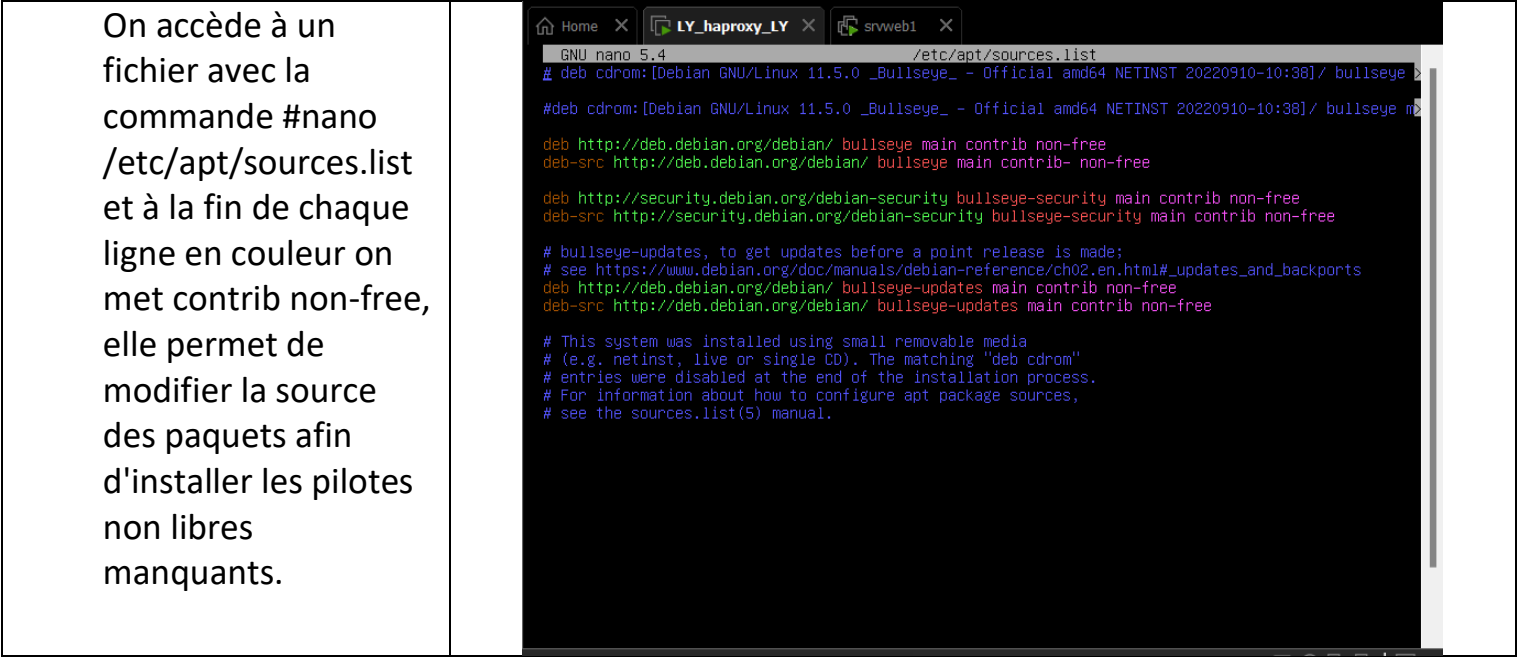 On accède à un
fichier avec la
commande #nano
/etc/apt/sources.list
et à la fin de chaque
ligne en couleur on
met contrib non-free,
elle permet de
modifier la source
des paquets afin
d'installer les pilotes
non libres
manquants.
Home LY_haproxy_LY srvweb1
GNU nano 5.4 /etc/apt/sources.list
# deb cdrom:[Debian GNU/Linux 11.5.0 _Bullseye_ - Official amd64 NETINST 20220910-10:38]/ bullseye >
#deb cdrom:[Debian GNU/Linux 11.5.0 _Bullseye_ - Official amd64 NETINST 20220910-10:38]/ bullseye m>
deb http://deb.debian.org/debian/ bullseye main contrib non-free
deb-src http://deb.debian.org/debian/ bullseye main contrib- non-free
deb http://security.debian.org/debian-security bullseye-security main contrib non-free
deb-src http://security.debian.org/debian-security bullseye-security main contrib non-free
# bullseye-updates, to get updates before a point release is made;
# see https://www.debian.org/doc/manuals/debian-reference/ch02.en.html#_updates_and_backports
deb http://deb.debian.org/debian/ bullseye-updates main contrib non-free
deb-src http://deb.debian.org/debian/ bullseye-updates main contrib non-free
# This system was installed using small removable media
# (e.g. netinst, live or single CD). The matching "deb cdrom"
# entries were disabled at the end of the installation process.
# For information about how to configure apt package sources,
# see the sources.list(5) manual.